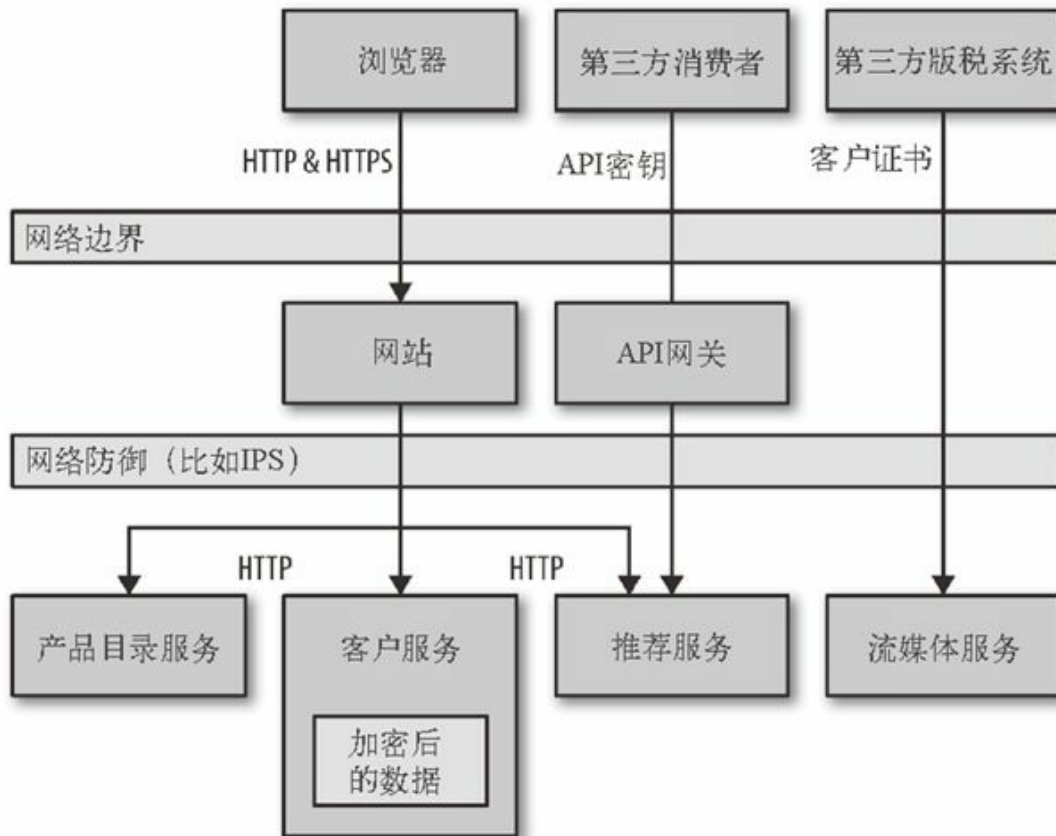 浏览器
第三方消费者
第三方版税系统
HTTP & HTTPS
API密钥
客户证书
网络边界
网站
API网关
网络防御（比如IPS）
HTTP
HTTP
产品目录服务
客户服务
推荐服务
流媒体服务
加密后
的数据